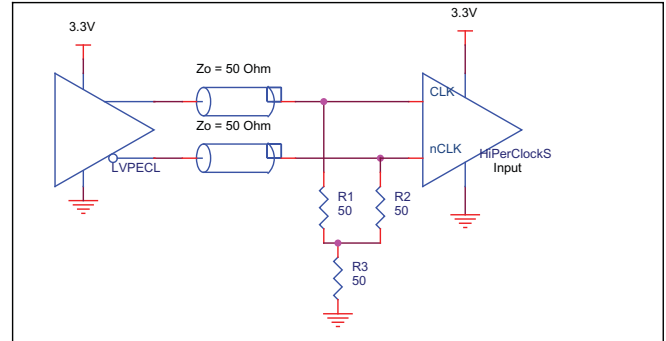 3.3V
3.3V
Zo = 50 Ohm
CLK
Zo = 50 Ohm
nCLK
HiPerClockS
LVPECL
Input
R1
50
R2
50
R3
50